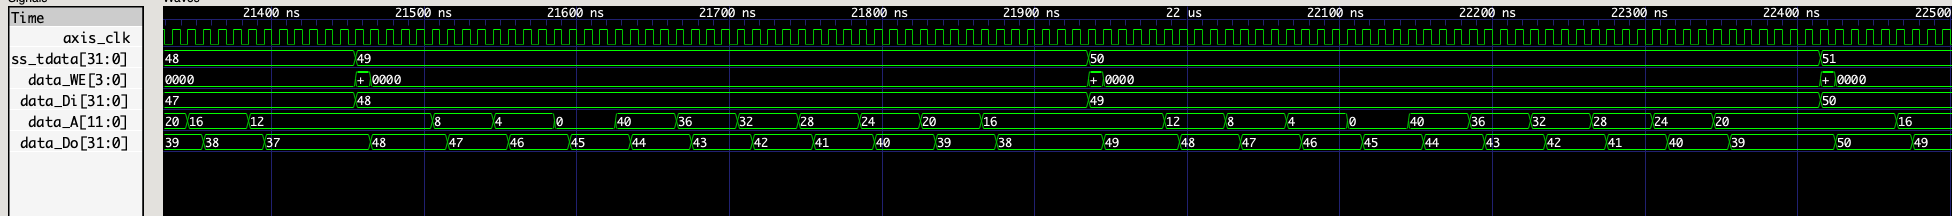 Signals Waves
Time 21400 ns 21500 ns 21600 ns 21700 ns 21800 ns 21900 ns 22 us 22100 ns 22200 ns 22300 ns 22400 ns 22500
axis_clk
ss_tdata[31:0] 48 49 50 51
data_WE[3:0] 0000 + 0000 + 0000 + 0000
data_Di[31:0] 47 48 49 50
data_A[11:0] 20 16 12 8 4 0 40 36 32 28 24 20 16 12 8 4 0 40 36 32 28 24 20 16
data_Do[31:0] 39 38 37 48 47 46 45 44 43 42 41 40 39 38 49 48 47 46 45 44 43 42 41 40 39 50 49